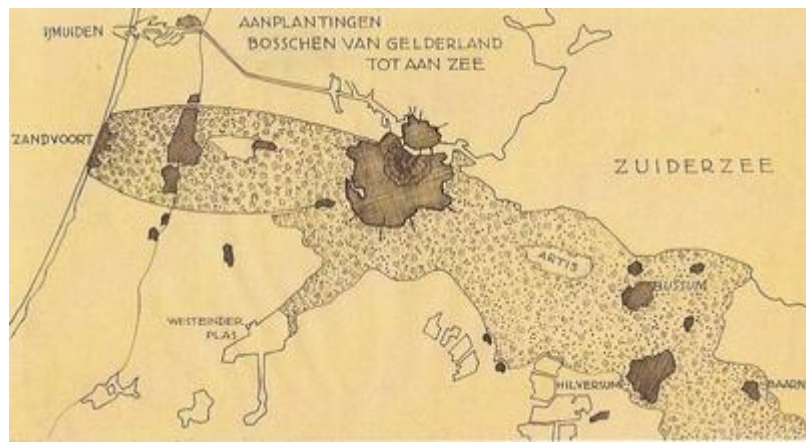 AANPLANTINGEN
BOSSCHEN VAN GELDERLAND
TOT AAN ZEE
IJMUIDEN
ZANDVOORT
ZUIDERZEE
ARTIS
BUSSUM
WESTEINDER
PLAS
HILVERSUM
BAARN